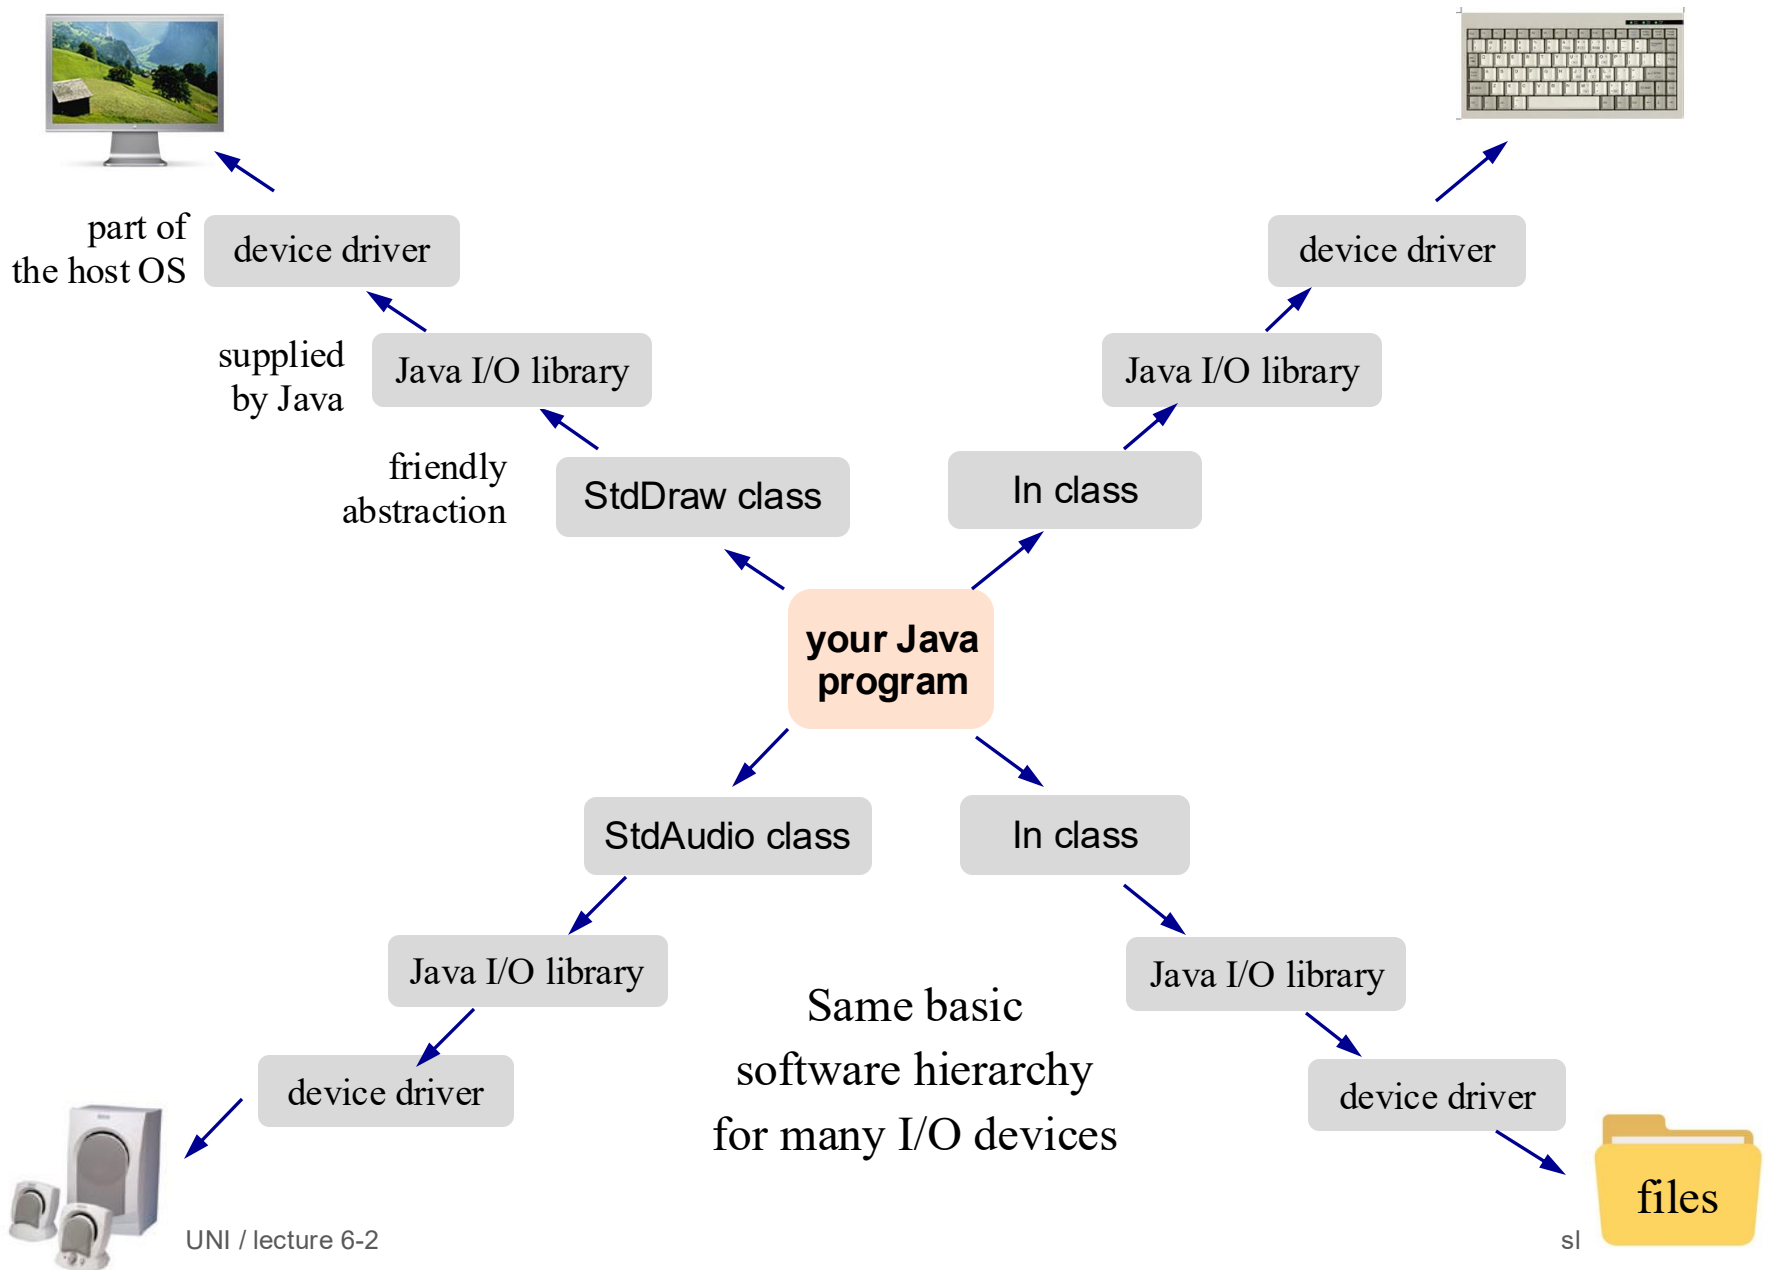 part of
the host OS
device driver
device driver
supplied
by Java
Java I/O library
Java I/O library
friendly
abstraction
StdDraw class
In class
your Java
program
StdAudio class
In class
Java I/O library
Java I/O library
Same basic
software hierarchy
for many I/O devices
device driver
device driver
files
UNI / lecture 6-2
sl